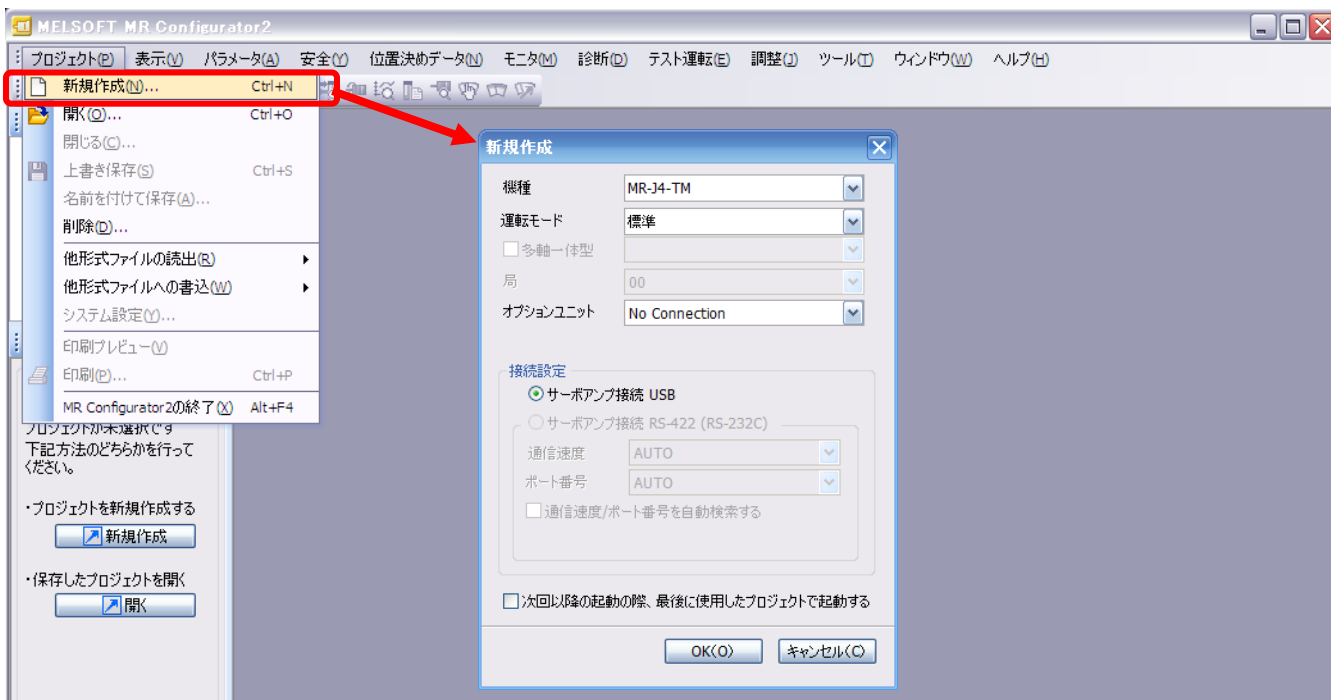 MELSOFT MR Configurator2
プロジェクト(P) 表示(V) パラメータ(A) 安全(Y) 位置決めデータ(N) モニタ(M) 診断(D) テスト運転(E) 調整(J) ツール(T) ウィンドウ(W) ヘルプ(H)
新規作成(N)... Ctrl+N
開く(O)... Ctrl+O
閉じる(C)...
上書き保存(S) Ctrl+S
名前を付けて保存(A)...
削除(D)...
他形式ファイルの読出(R)
他形式ファイルへの書込(W)
システム設定(Y)...
印刷プレビュー(V)
印刷(P)... Ctrl+P
MR Configurator2の終了(X) Alt+F4
プロジェクトが未選択です
下記方法のどちらかを行って
ください。
・プロジェクトを新規作成する
新規作成
・保存したプロジェクトを開く
開く
新規作成
機種 MR-J4-TM
運転モード 標準
多軸一体型
局 00
オプションユニット No Connection
接続設定
サーボアンプ接続 USB
サーボアンプ接続 RS-422 (RS-232C)
通信速度 AUTO
ポート番号 AUTO
通信速度/ポート番号を自動検索する
次回以降の起動の際、最後に使用したプロジェクトで起動する
OK(O) キャンセル(C)